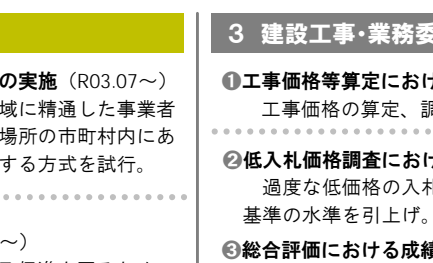 の実施（R03.07～）
域に精通した事業者
場所の市町村内にあ
する方式を試行。
～）
3 建設工事・業務委
❶工事価格等算定におけ
工事価格の算定、調
❷低入札価格調査におけ
過度な低価格の入札
基準の水準を引上げ。
❸総合評価における成績